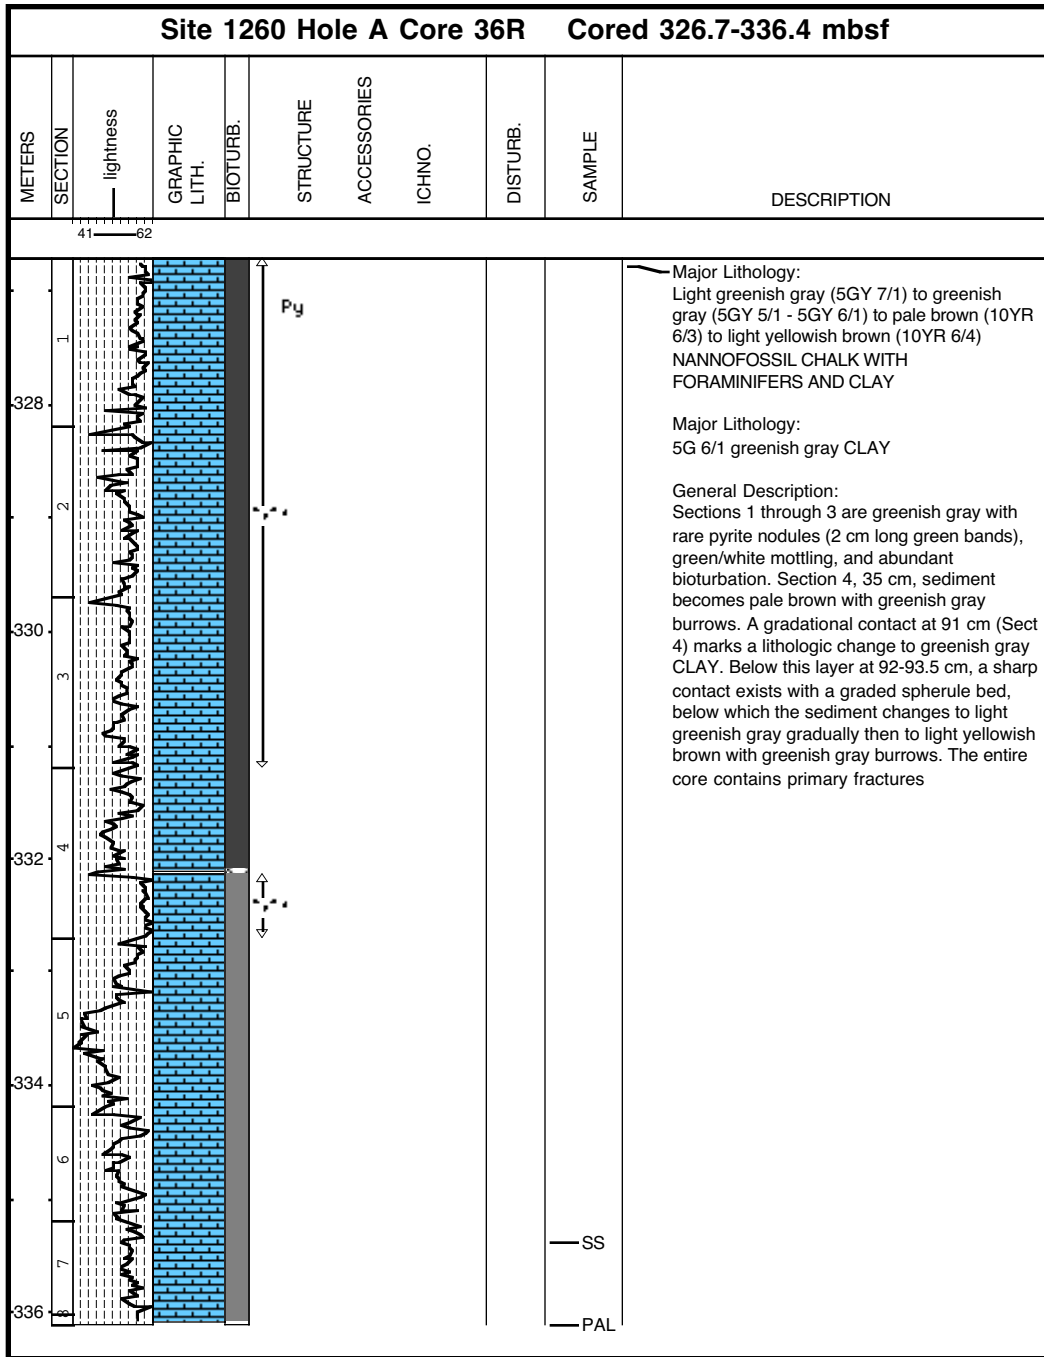 Site 1260 Hole A Core 36R Cored 326.7-336.4 mbsf
METERS
SECTION
lightness
GRAPHIC
LITH.
BIOTURB.
STRUCTURE
ACCESSORIES
ICHNO.
DISTURB.
SAMPLE
DESCRIPTION
41 62
Py
1
328
2
330
3
332
4
5
334
6
7
336
8
SS
PAL
Major Lithology:
Light greenish gray (5GY 7/1) to greenish
gray (5GY 5/1 - 5GY 6/1) to pale brown (10YR
6/3) to light yellowish brown (10YR 6/4)
NANNOFOSSIL CHALK WITH
FORAMINIFERS AND CLAY
Major Lithology:
5G 6/1 greenish gray CLAY
General Description:
Sections 1 through 3 are greenish gray with
rare pyrite nodules (2 cm long green bands),
green/white mottling, and abundant
bioturbation. Section 4, 35 cm, sediment
becomes pale brown with greenish gray
burrows. A gradational contact at 91 cm (Sect
4) marks a lithologic change to greenish gray
CLAY. Below this layer at 92-93.5 cm, a sharp
contact exists with a graded spherule bed,
below which the sediment changes to light
greenish gray gradually then to light yellowish
brown with greenish gray burrows. The entire
core contains primary fractures